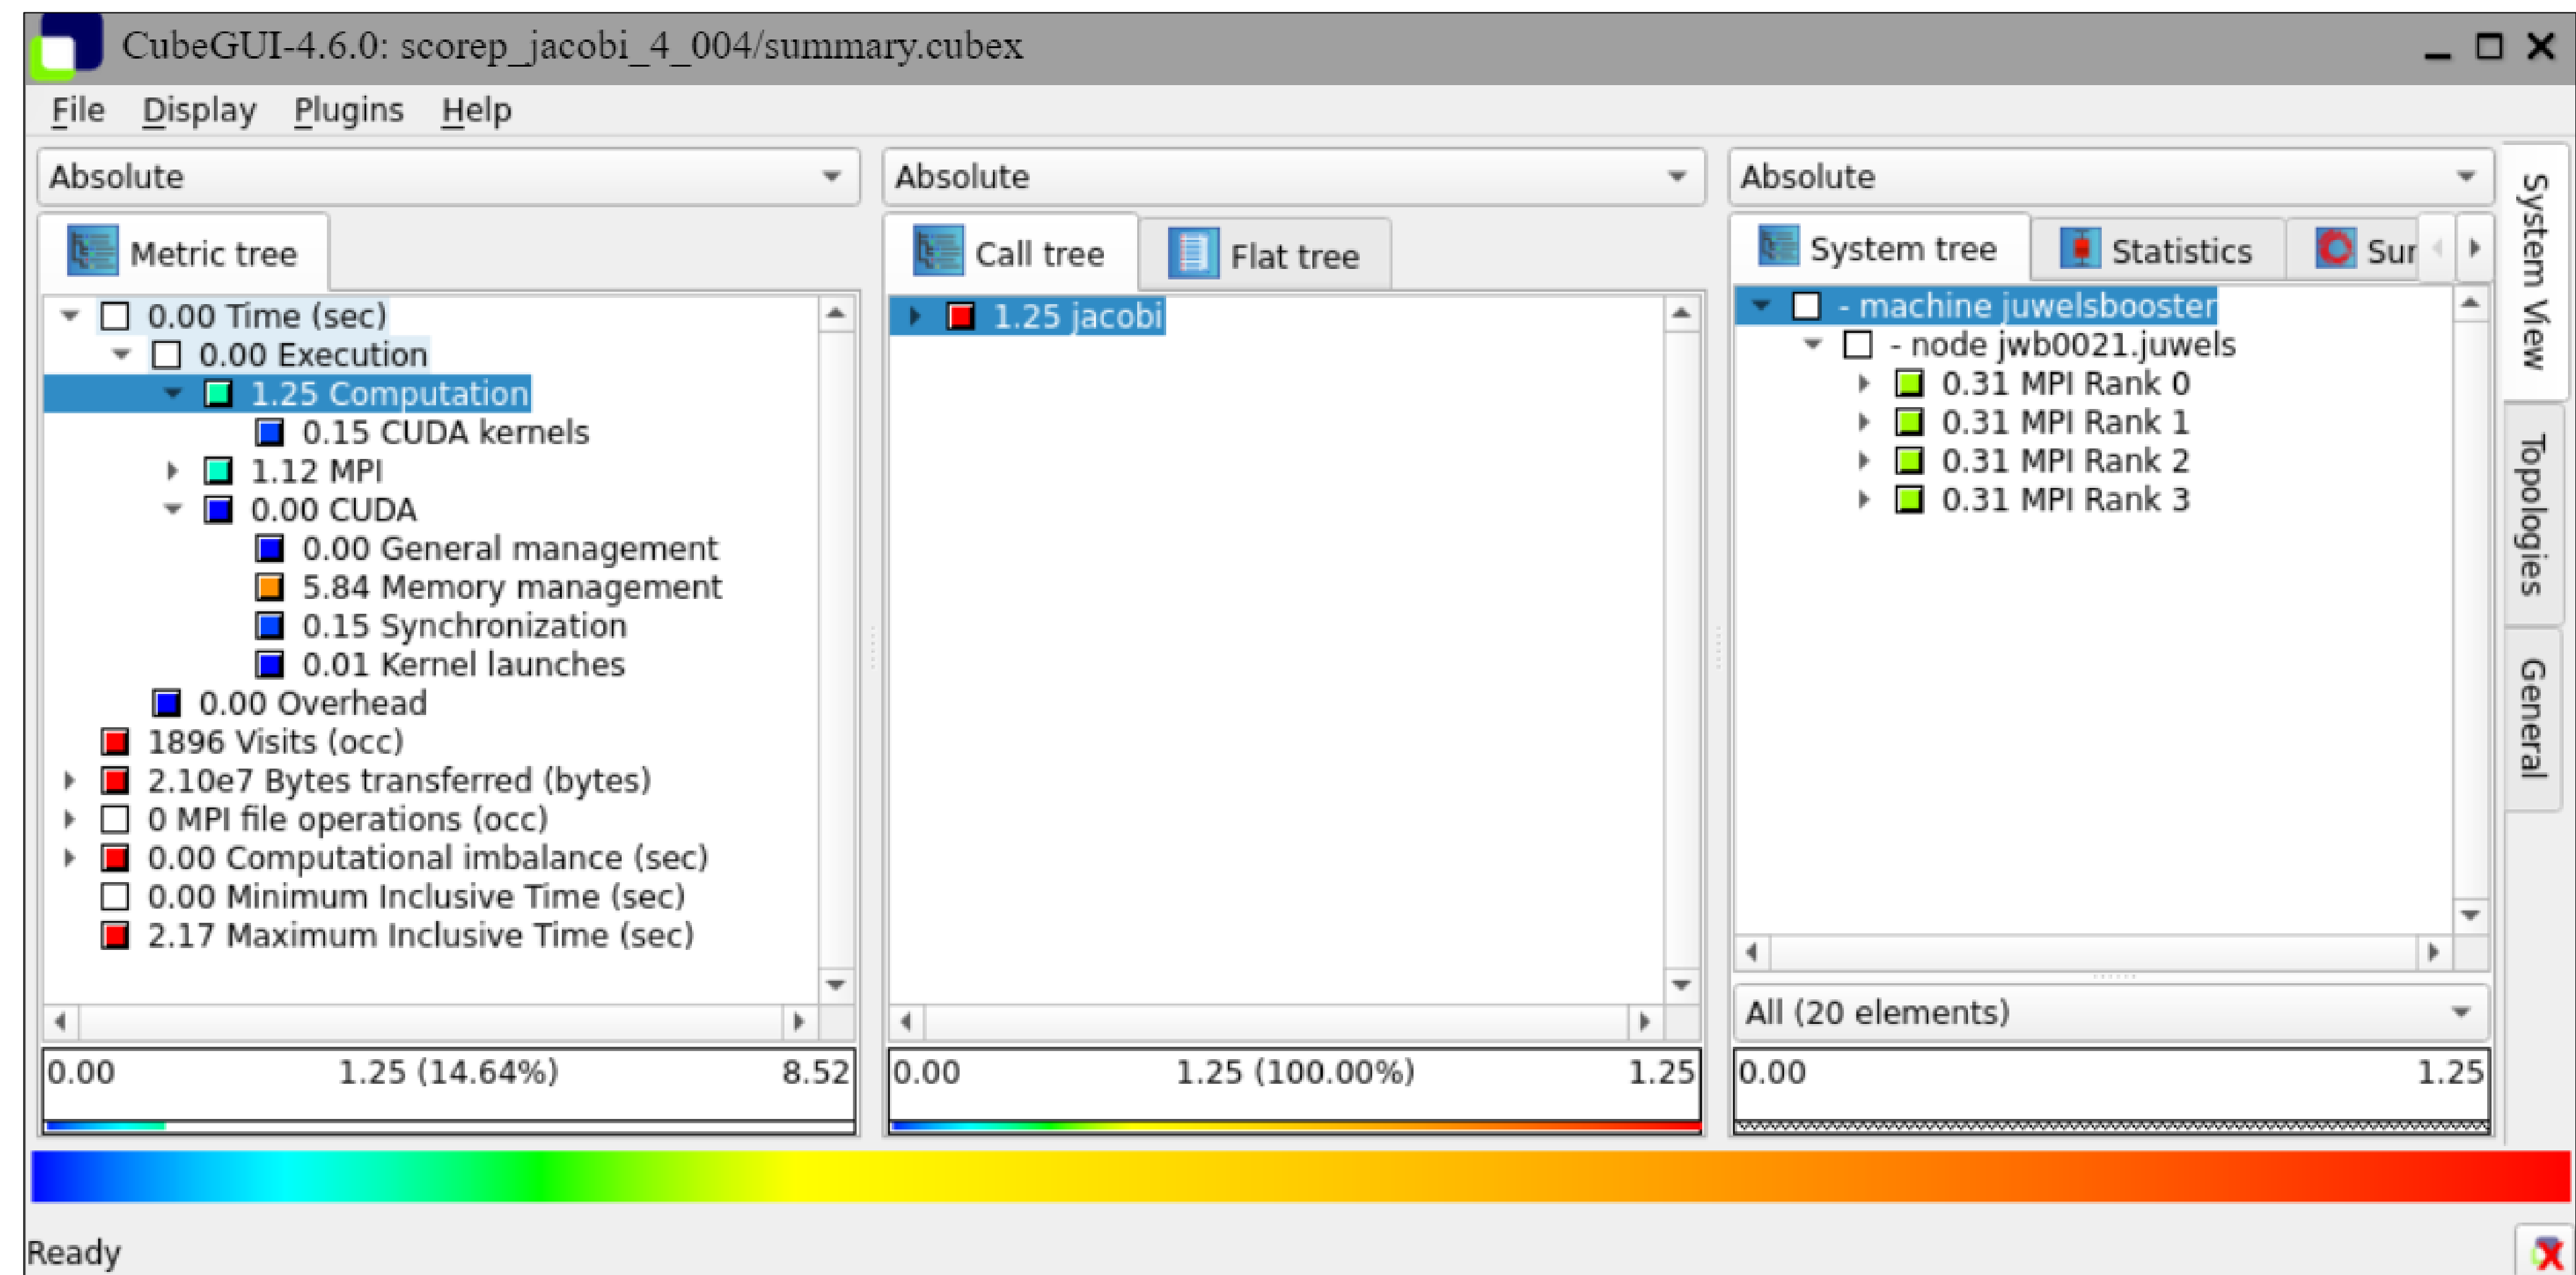 CubeGUI-4.6.0: scorep_jacobi_4_004/summary.cubex
File Display Plugins Help
Absolute
Metric tree
0.00 Time (sec)
0.00 Execution
1.25 Computation
0.15 CUDA kernels
1.12 MPI
0.00 CUDA
0.00 General management
5.84 Memory management
0.15 Synchronization
0.01 Kernel launches
0.00 Overhead
1896 Visits (occ)
2.10e7 Bytes transferred (bytes)
0 MPI file operations (occ)
0.00 Computational imbalance (sec)
0.00 Minimum Inclusive Time (sec)
2.17 Maximum Inclusive Time (sec)
0.00 1.25 (14.64%) 8.52
Absolute
Call tree Flat tree
1.25 jacobi
0.00 1.25 (100.00%) 1.25
Absolute
System tree Statistics Sur
- machine juwelsbooster
- node jwb0021.juwels
0.31 MPI Rank 0
0.31 MPI Rank 1
0.31 MPI Rank 2
0.31 MPI Rank 3
All (20 elements)
0.00 1.25
System View
Topologies
General
Ready